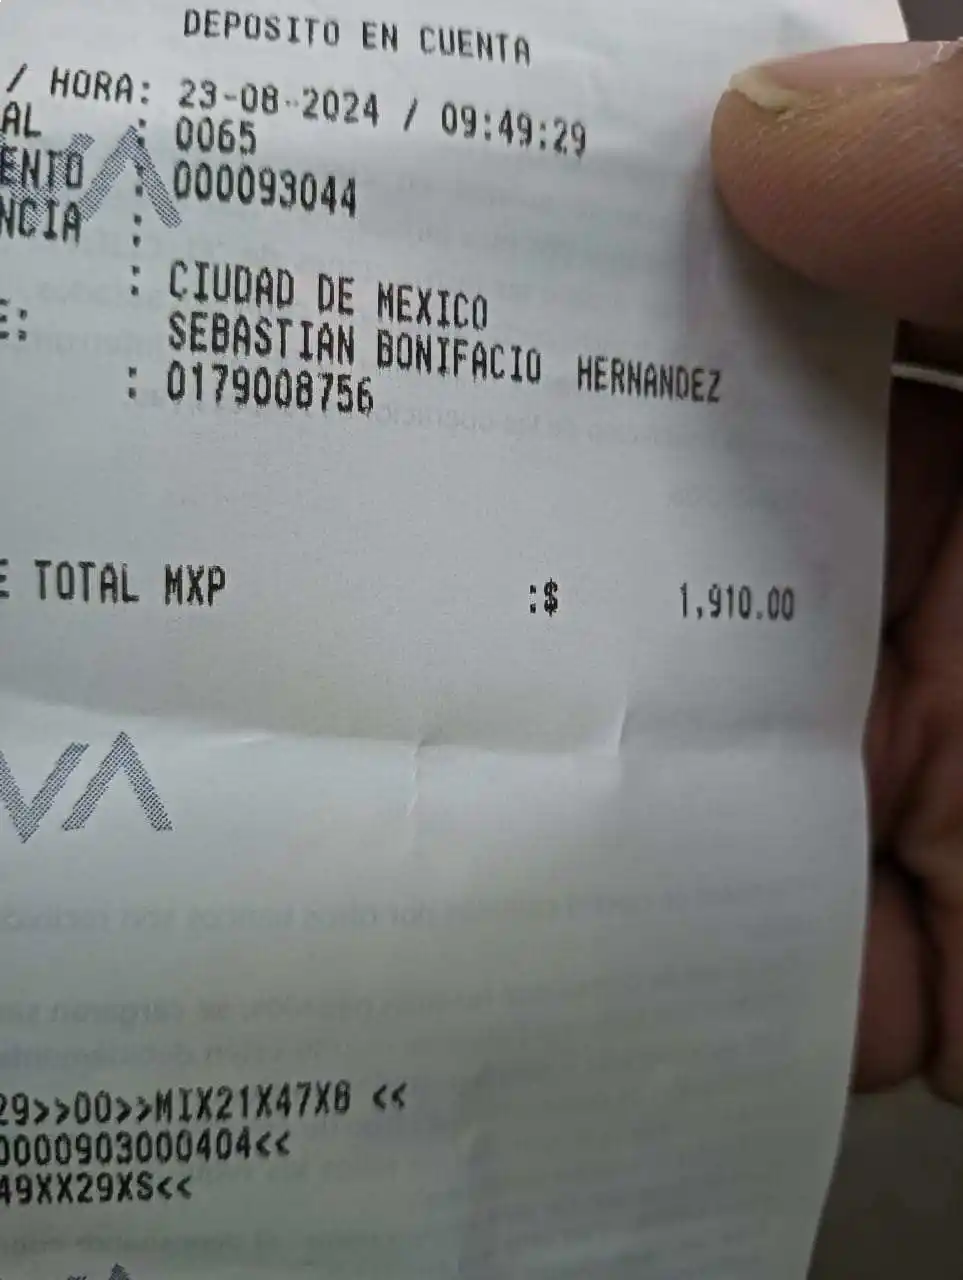 DEPOSITO EN CUENTA
/ HORA: 23-08-2024 / 09:49:29
AL : 0065
ENTO : 000093044
NCIA :
: CIUDAD DE MEXICO
E: SEBASTIAN BONIFACIO HERNANDEZ
: 0179008756
E TOTAL MXP :$ 1,910.00
VA
29>>00>>MIX21X47X8 <<
0000903000404<<
49XX29XS<<